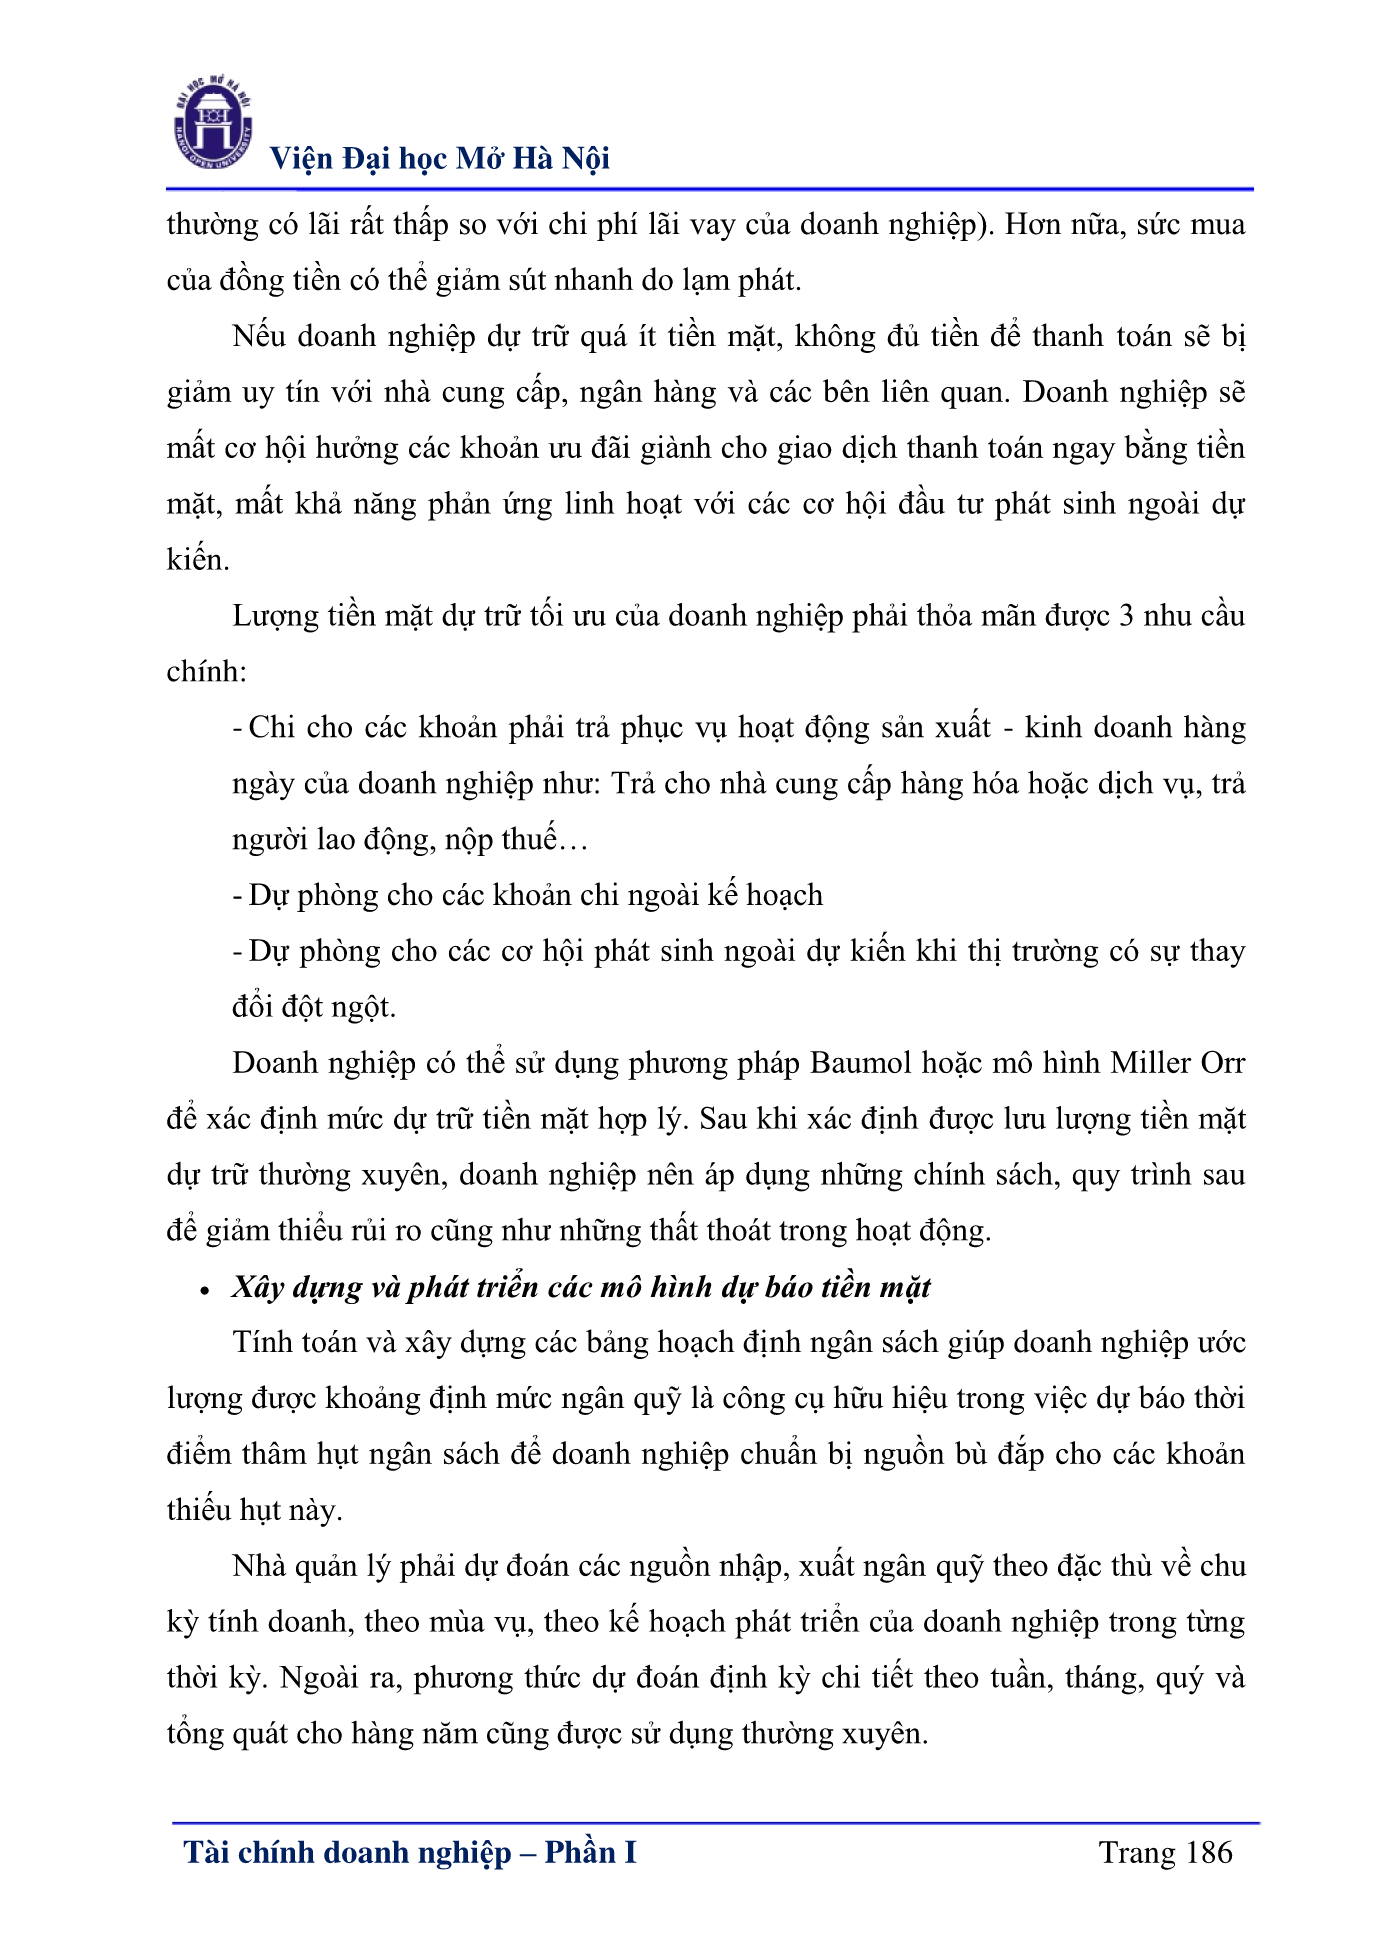 ĐẠI HỌC MỞ HÀ NỘI
HANOI OPEN UNIVERSITY
Viện Đại học Mở Hà Nội
thường có lãi rất thấp so với chi phí lãi vay của doanh nghiệp). Hơn nữa, sức mua
của đồng tiền có thể giảm sút nhanh do lạm phát.
Nếu doanh nghiệp dự trữ quá ít tiền mặt, không đủ tiền để thanh toán sẽ bị
giảm uy tín với nhà cung cấp, ngân hàng và các bên liên quan. Doanh nghiệp sẽ
mất cơ hội hưởng các khoản ưu đãi giành cho giao dịch thanh toán ngay bằng tiền
mặt, mất khả năng phản ứng linh hoạt với các cơ hội đầu tư phát sinh ngoài dự
kiến.
Lượng tiền mặt dự trữ tối ưu của doanh nghiệp phải thỏa mãn được 3 nhu cầu
chính:
- Chi cho các khoản phải trả phục vụ hoạt động sản xuất - kinh doanh hàng
ngày của doanh nghiệp như: Trả cho nhà cung cấp hàng hóa hoặc dịch vụ, trả
người lao động, nộp thuế…
- Dự phòng cho các khoản chi ngoài kế hoạch
- Dự phòng cho các cơ hội phát sinh ngoài dự kiến khi thị trường có sự thay
đổi đột ngột.
Doanh nghiệp có thể sử dụng phương pháp Baumol hoặc mô hình Miller Orr
để xác định mức dự trữ tiền mặt hợp lý. Sau khi xác định được lưu lượng tiền mặt
dự trữ thường xuyên, doanh nghiệp nên áp dụng những chính sách, quy trình sau
để giảm thiểu rủi ro cũng như những thất thoát trong hoạt động.
• Xây dựng và phát triển các mô hình dự báo tiền mặt
Tính toán và xây dựng các bảng hoạch định ngân sách giúp doanh nghiệp ước
lượng được khoảng định mức ngân quỹ là công cụ hữu hiệu trong việc dự báo thời
điểm thâm hụt ngân sách để doanh nghiệp chuẩn bị nguồn bù đắp cho các khoản
thiếu hụt này.
Nhà quản lý phải dự đoán các nguồn nhập, xuất ngân quỹ theo đặc thù về chu
kỳ tính doanh, theo mùa vụ, theo kế hoạch phát triển của doanh nghiệp trong từng
thời kỳ. Ngoài ra, phương thức dự đoán định kỳ chi tiết theo tuần, tháng, quý và
tổng quát cho hàng năm cũng được sử dụng thường xuyên.
Tài chính doanh nghiệp – Phần I Trang 186